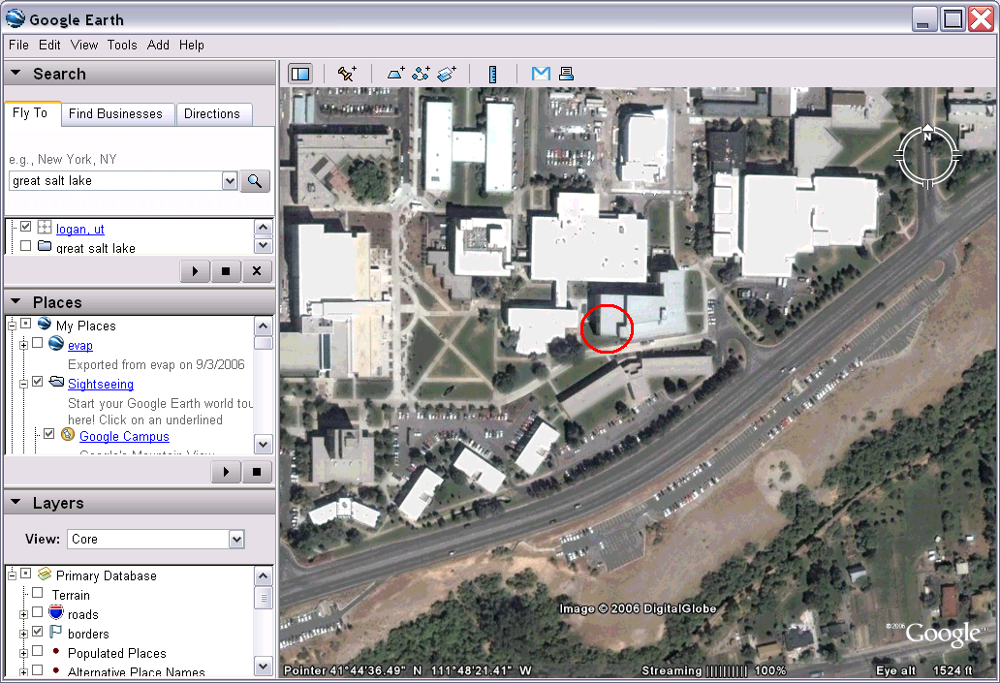 Google Earth
File Edit View Tools Add Help
Search
Fly To Find Businesses Directions
e.g., New York, NY
great salt lake
logan, ut
great salt lake
Places
My Places
evap
Exported from evap on 9/3/2006
Sightseeing
Start your Google Earth world tou
here! Click on an underlined
Google Campus
Google's Mountain View
Layers
View: Core
Primary Database
Terrain
roads
borders
Populated Places
Alternative Place Names
N
Image © 2006 DigitalGlobe
©2006 Google™
Pointer 41°44'36.49" N 111°48'21.41" W Streaming |||||||||| 100% Eye alt 1524 ft